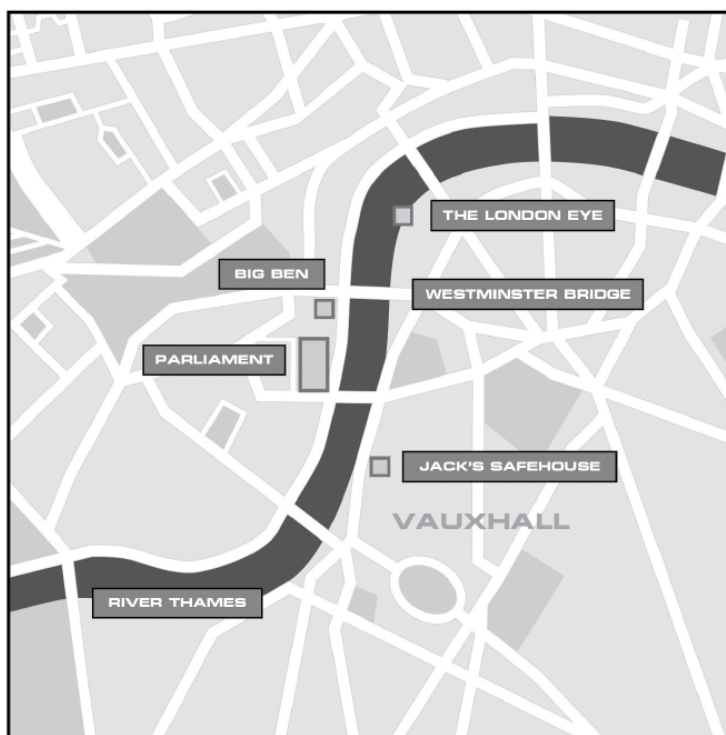 THE LONDON EYE
BIG BEN
WESTMINSTER BRIDGE
PARLIAMENT
JACK'S SAFEHOUSE
VAUXHALL
RIVER THAMES